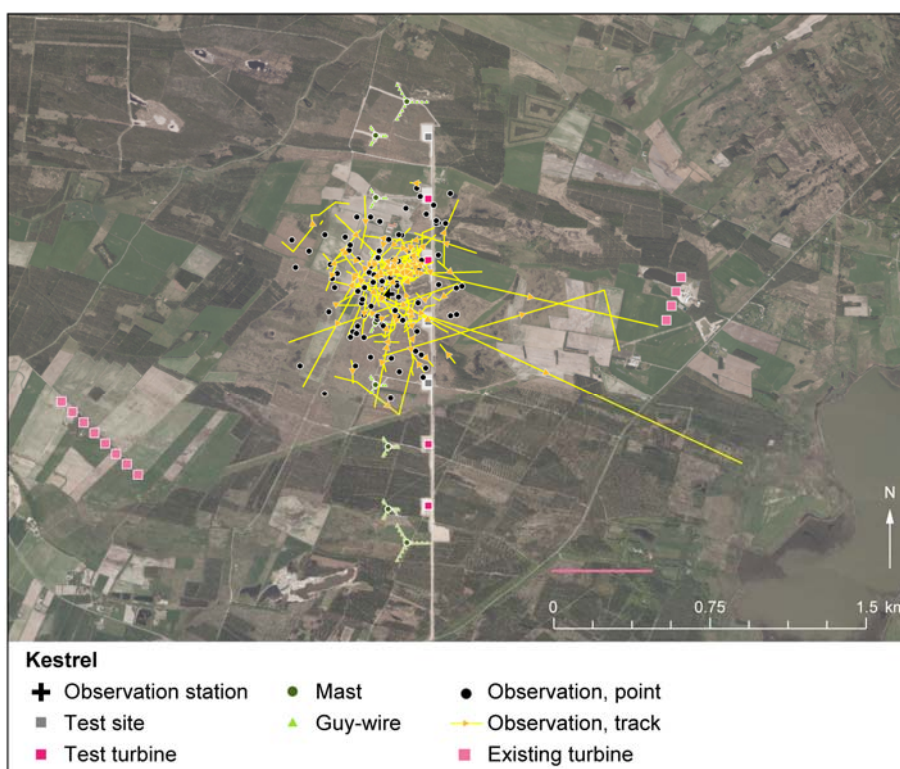 N
0 0.75 1.5 km
Kestrel
Observation station
Mast
Observation, point
Test site
Guy-wire
Observation, track
Test turbine
Existing turbine